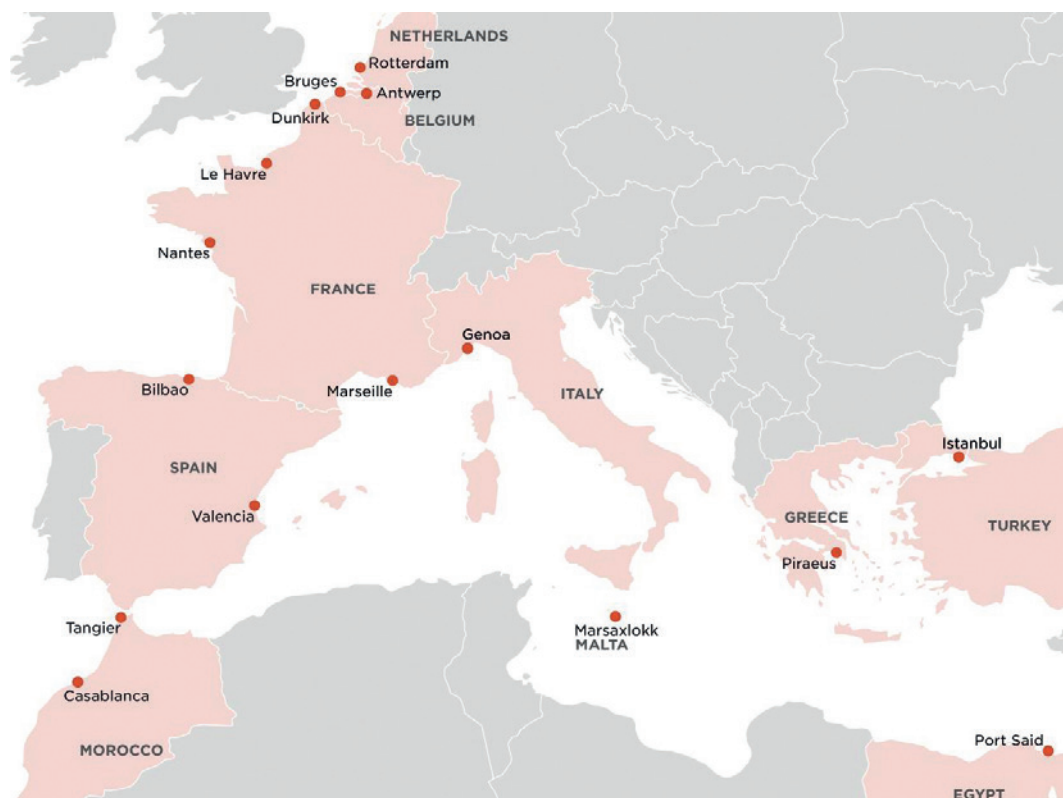 NETHERLANDS
Rotterdam
Bruges
Antwerp
Dunkirk
BELGIUM
Le Havre
Nantes
FRANCE
Genoa
Bilbao
Marseille
ITALY
Istanbul
SPAIN
Valencia
GREECE
TURKEY
Piraeus
Tangier
Marsaxlokk
MALTA
Casablanca
MOROCCO
Port Said
EGYPT